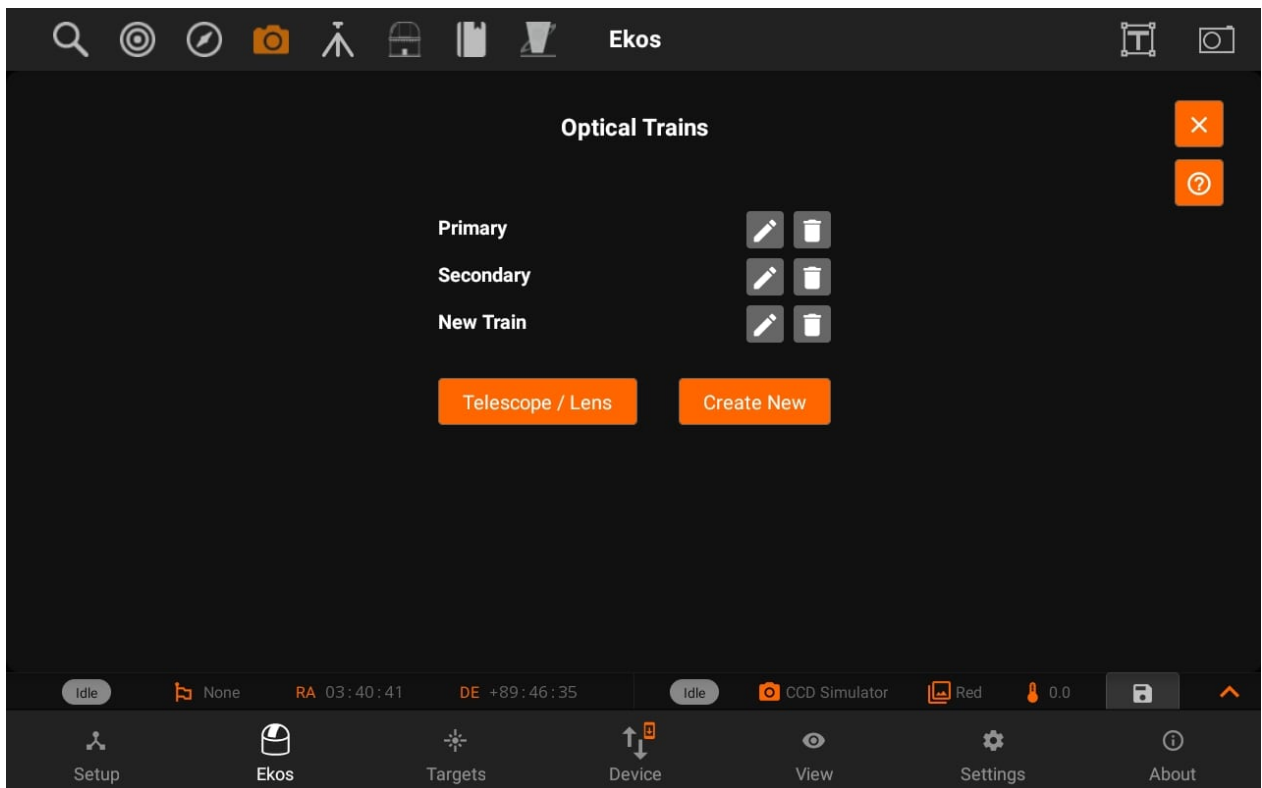 Ekos
Optical Trains
Primary
Secondary
New Train
Telescope / Lens
Create New
Idle
None
RA 03:40:41
DE +89:46:35
Idle
CCD Simulator
Red
0.0
Setup
Ekos
Targets
Device
View
Settings
About